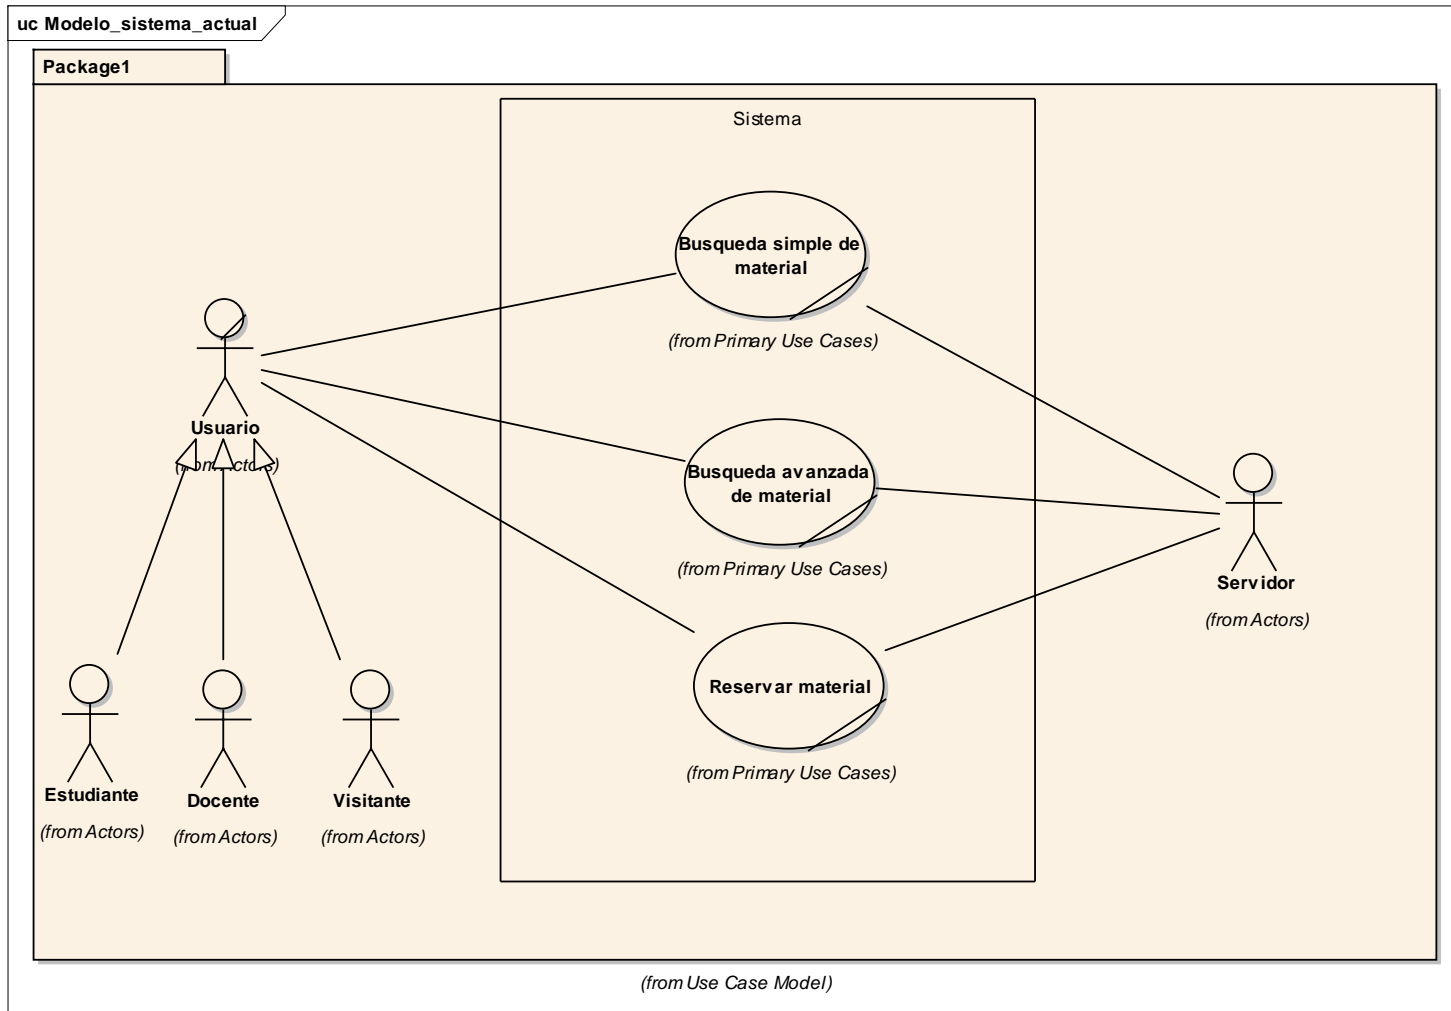 uc Modelo_sistema_actual
Package1
Sistema
Busqueda simple de
material
(from Primary Use Cases)
Usuario
(from Actors)
Busqueda avanzada
de material
(from Primary Use Cases)
Servidor
(from Actors)
Reservar material
(from Primary Use Cases)
Estudiante
(from Actors)
Docente
(from Actors)
Visitante
(from Actors)
(from Use Case Model)